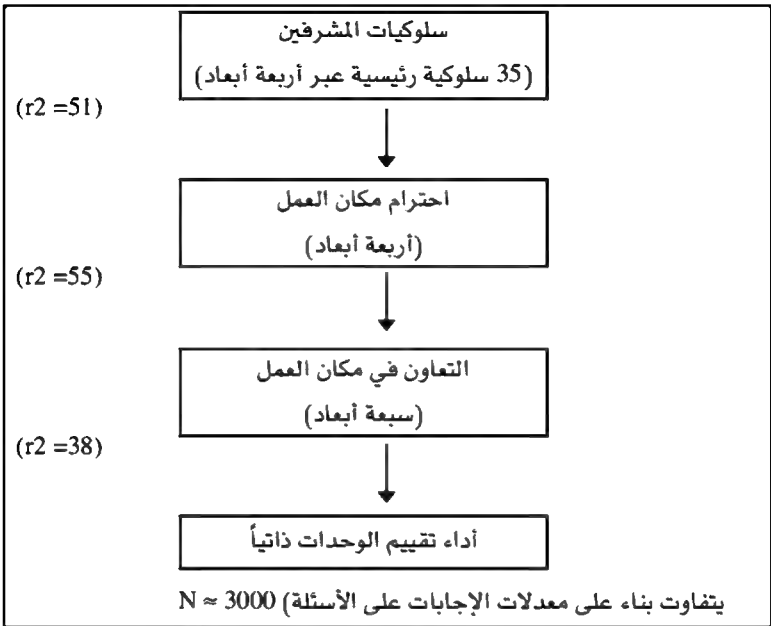 سلوكيات المشرفين
(35 سلوكية رئيسية عبر أربعة أبعاد)
(r2 =51)
احترام مكان العمل
(أربعة أبعاد)
(r2 =55)
التعاون في مكان العمل
(سبعة أبعاد)
(r2 =38)
أداء تقييم الوحدات ذاتياً
يتفاوت بناء على معدلات الإجابات على الأسئلة) N ≈ 3000